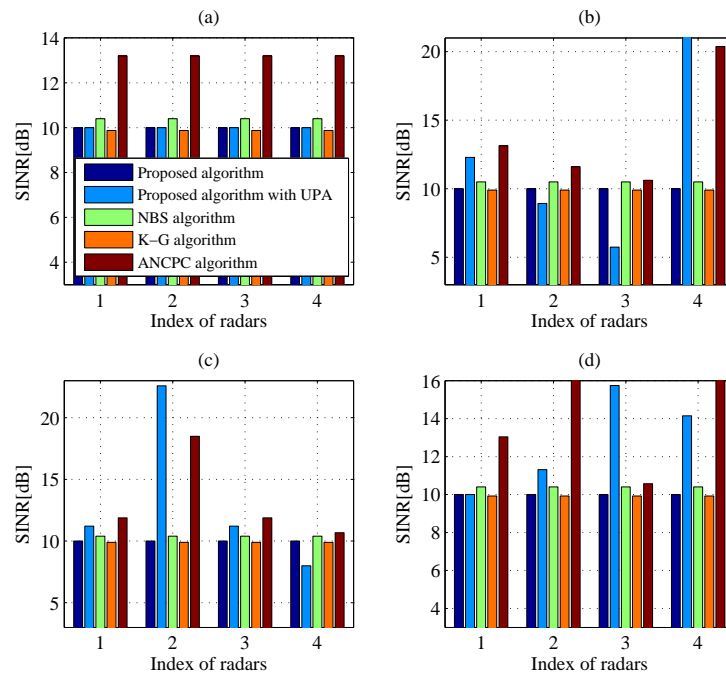 (a)
14
12
10
8
6
4
SINR[dB]
Proposed algorithm
Proposed algorithm with UPA
NBS algorithm
K−G algorithm
ANCPC algorithm
1 2 3 4
Index of radars
(b)
20
15
10
5
SINR[dB]
1 2 3 4
Index of radars
(c)
20
15
10
5
SINR[dB]
1 2 3 4
Index of radars
(d)
16
14
12
10
8
6
4
SINR[dB]
1 2 3 4
Index of radars